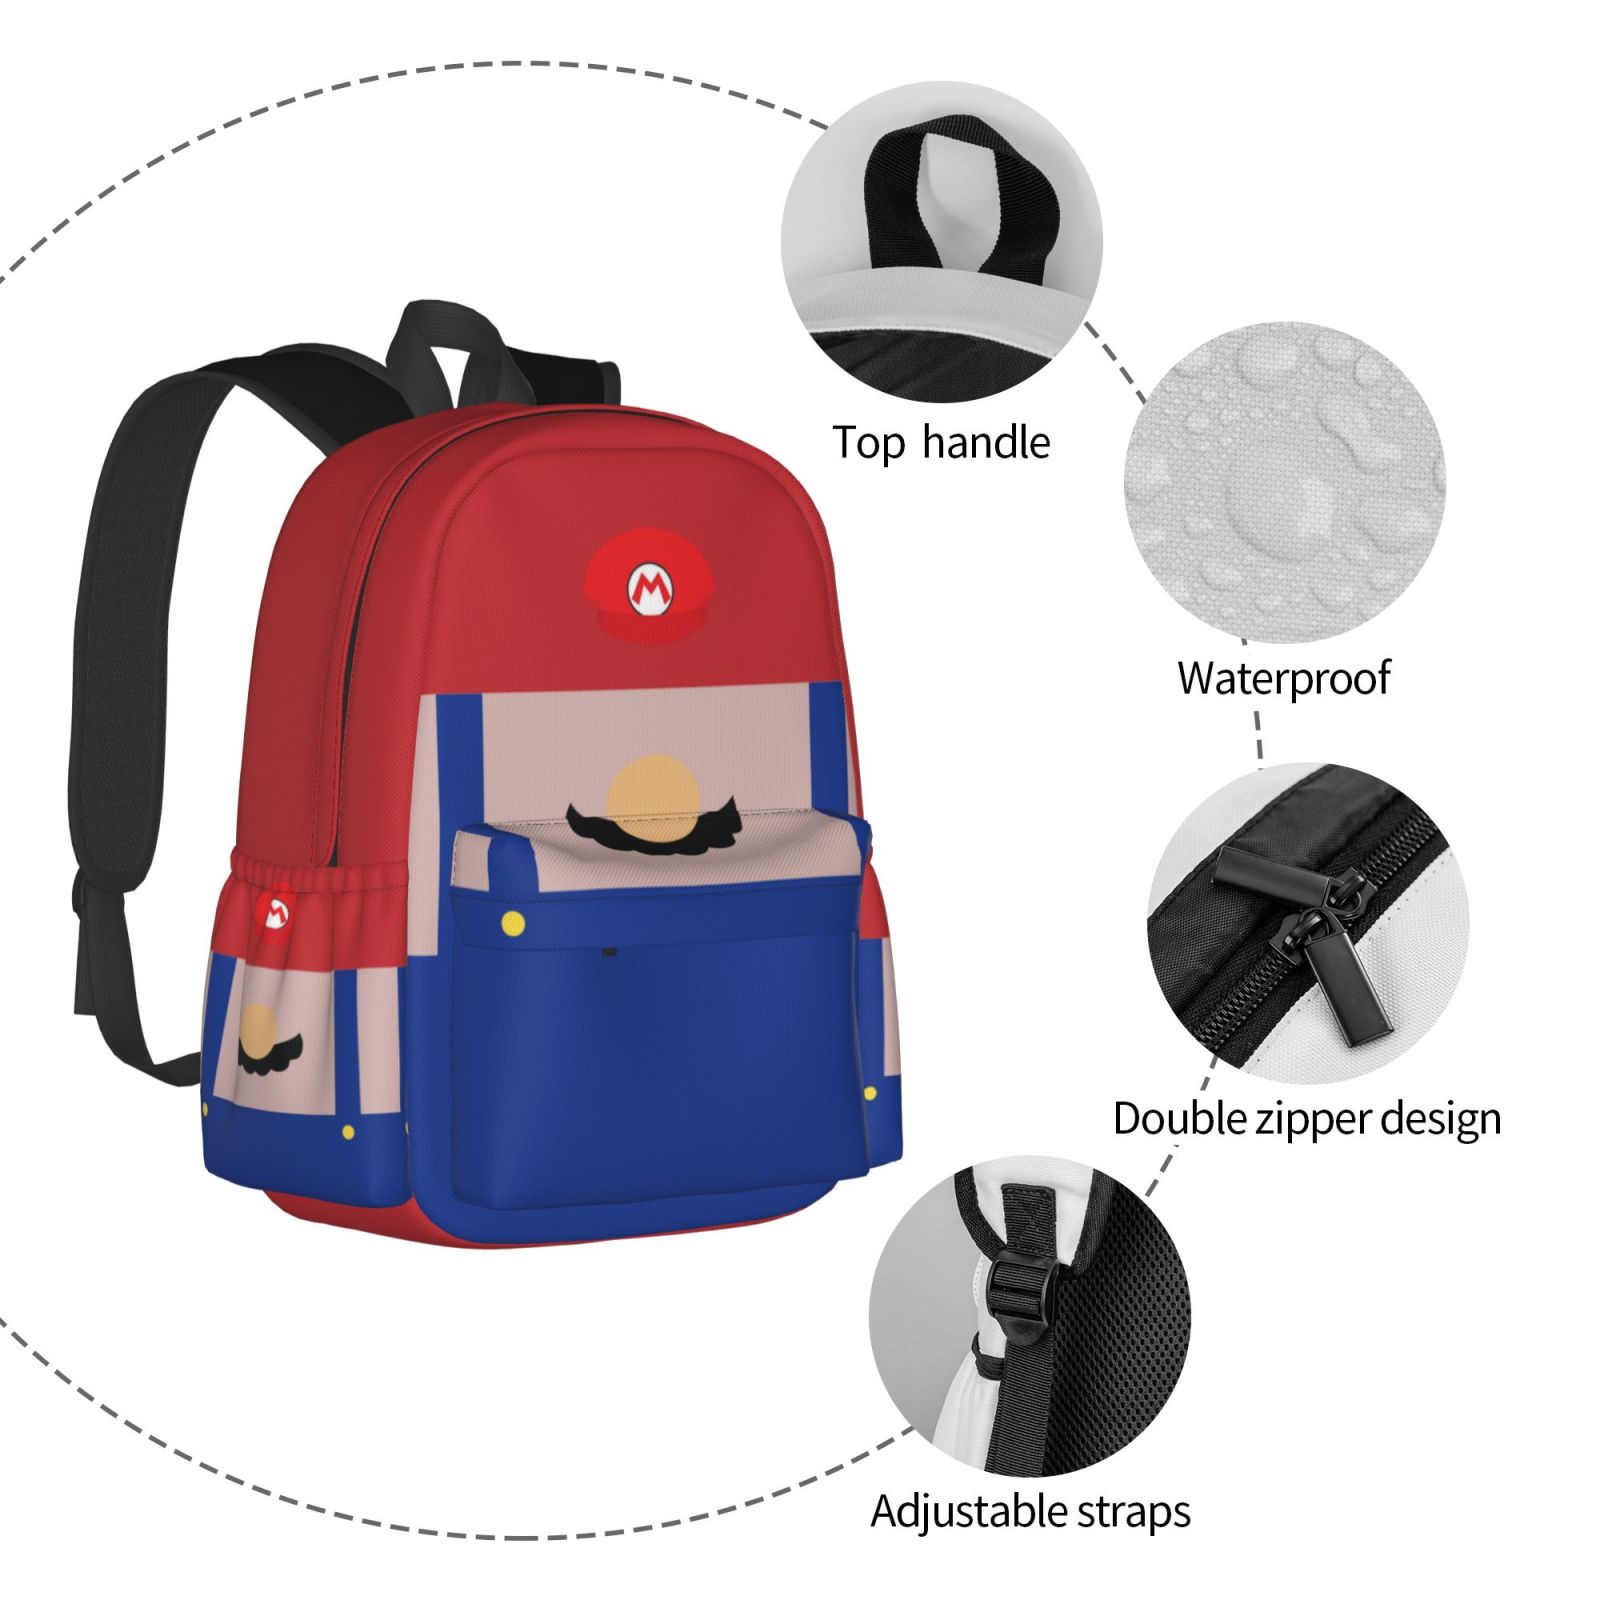 Top handle
Waterproof
M
Double zipper design
M
Adjustable straps